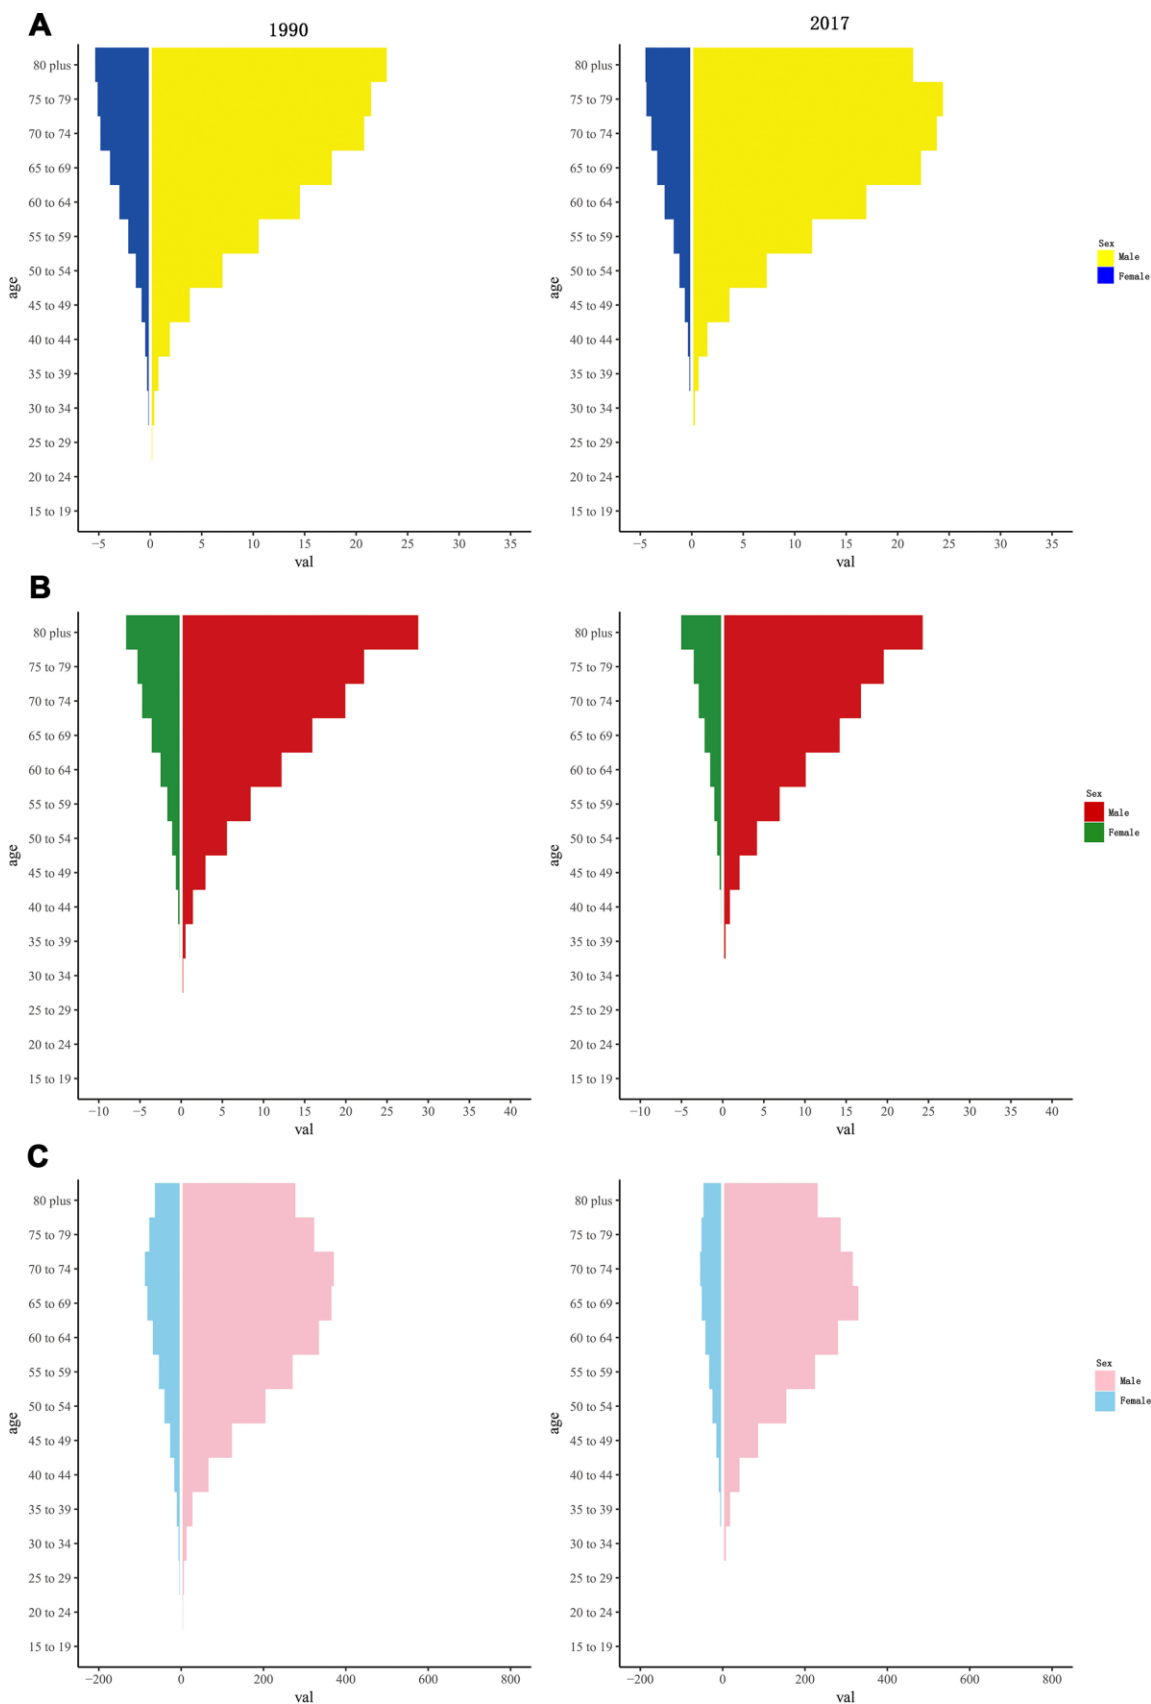 A
1990
2017
80 plus
75 to 79
70 to 74
65 to 69
60 to 64
55 to 59
50 to 54
45 to 49
40 to 44
35 to 39
30 to 34
25 to 29
20 to 24
15 to 19
age
−5 0 5 10 15 20 25 30 35
val
80 plus
75 to 79
70 to 74
65 to 69
60 to 64
55 to 59
50 to 54
45 to 49
40 to 44
35 to 39
30 to 34
25 to 29
20 to 24
15 to 19
age
−5 0 5 10 15 20 25 30 35
val
Sex
Male
Female
B
80 plus
75 to 79
70 to 74
65 to 69
60 to 64
55 to 59
50 to 54
45 to 49
40 to 44
35 to 39
30 to 34
25 to 29
20 to 24
15 to 19
age
−10 −5 0 5 10 15 20 25 30 35 40
val
80 plus
75 to 79
70 to 74
65 to 69
60 to 64
55 to 59
50 to 54
45 to 49
40 to 44
35 to 39
30 to 34
25 to 29
20 to 24
15 to 19
age
−10 −5 0 5 10 15 20 25 30 35 40
val
Sex
Male
Female
C
80 plus
75 to 79
70 to 74
65 to 69
60 to 64
55 to 59
50 to 54
45 to 49
40 to 44
35 to 39
30 to 34
25 to 29
20 to 24
15 to 19
age
−200 0 200 400 600 800
val
80 plus
75 to 79
70 to 74
65 to 69
60 to 64
55 to 59
50 to 54
45 to 49
40 to 44
35 to 39
30 to 34
25 to 29
20 to 24
15 to 19
age
−200 0 200 400 600 800
val
Sex
Male
Female